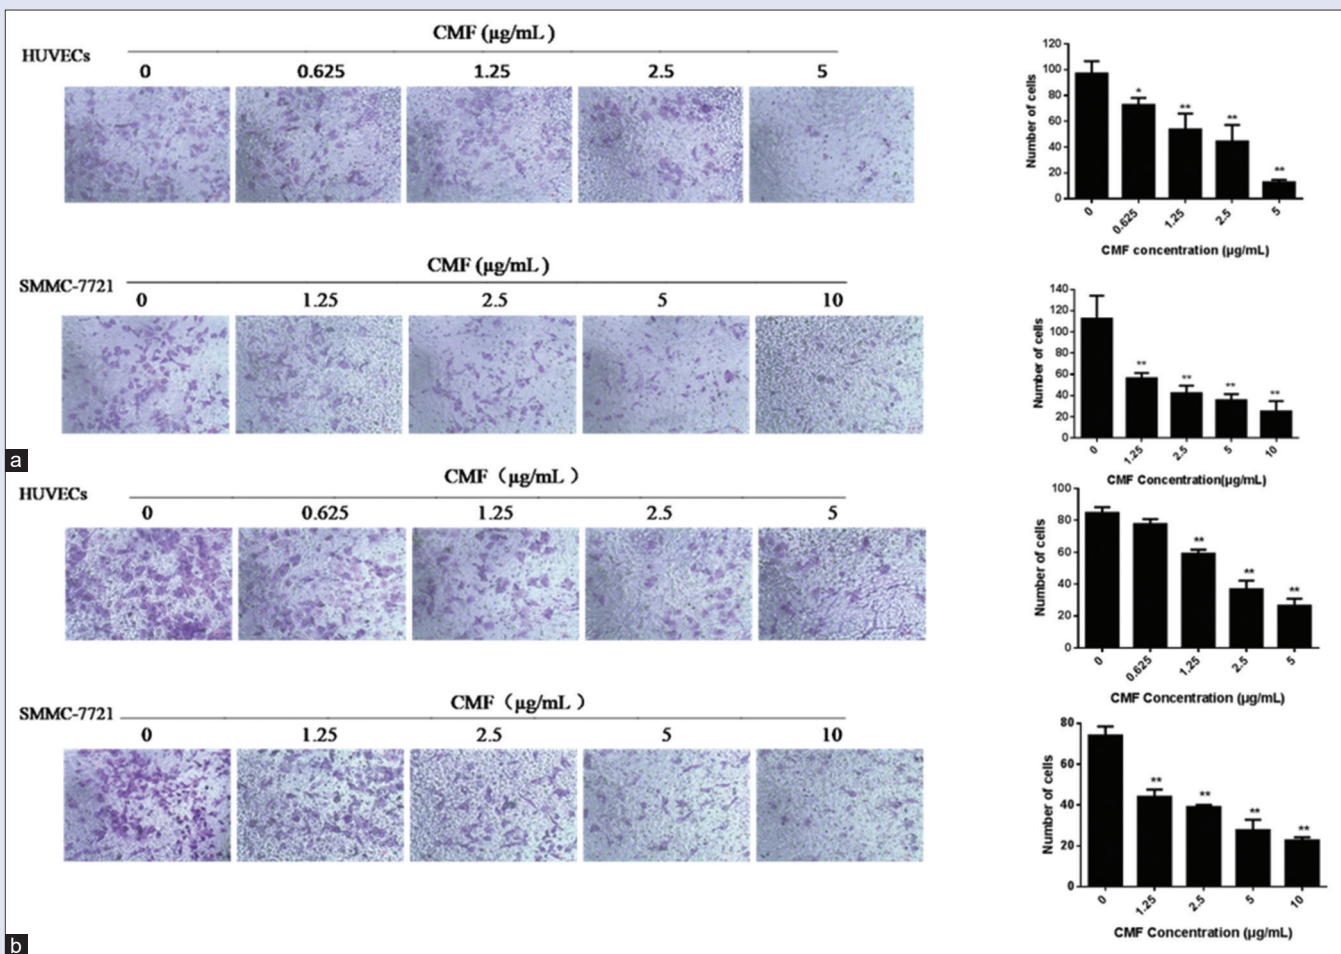 CMF (µg/mL)
HUVECs
0 0.625 1.25 2.5 5
120
100
80
60
40
20
0
Number of cells
* ** ** **
0 0.625 1.25 2.5 5
CMF concentration (µg/mL)
CMF (µg/mL)
SMMC-7721
0 1.25 2.5 5 10
140
120
100
80
60
40
20
0
Number of cells
** ** ** **
0 1.25 2.5 5 10
CMF Concentration(µg/mL)
a
CMF（µg/mL）
HUVECs
0 0.625 1.25 2.5 5
100
80
60
40
20
0
Number of cells
** ** **
0 0.625 1.25 2.5 5
CMF Concentration (µg/mL)
CMF（µg/mL）
SMMC-7721
0 1.25 2.5 5 10
80
60
40
20
0
Number of cells
** ** ** **
0 1.25 2.5 5 10
CMF Concentration (µg/mL)
b